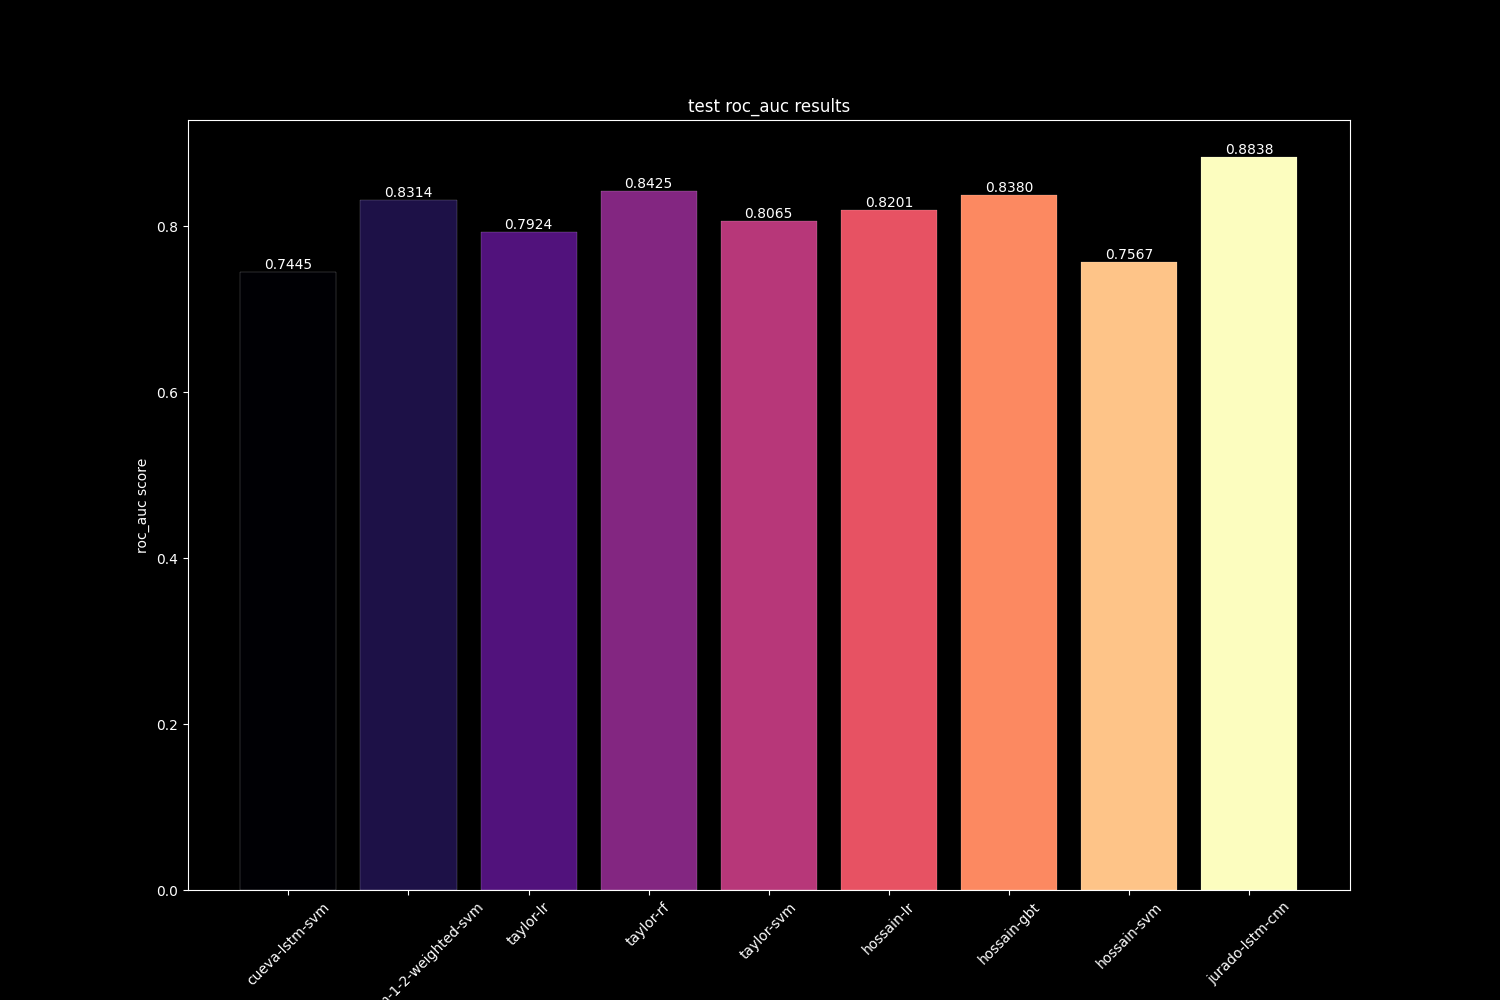 test roc_auc results
0.8838
0.8425
0.8380
0.8314
0.8201
0.8065
0.7924
0.7567
0.7445
0.8
0.6
0.4
0.2
0.0
roc_auc score
cueva-lstm-svm
-1-2-weighted-svm
taylor-lr
taylor-rf
taylor-svm
hossain-lr
hossain-gbt
hossain-svm
jurado-lstm-cnn